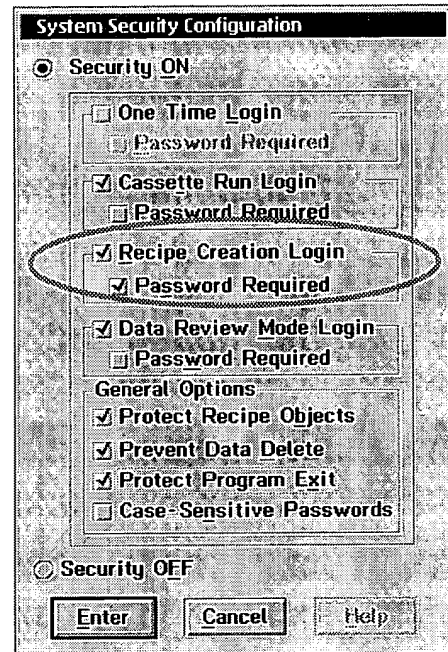 System Security Configuration
Security ON
One Time Login
Password Required
Cassette Run Login
Password Required
Recipe Creation Login
Password Required
Data Review Mode Login
Password Required
General Options
Protect Recipe Objects
Prevent Data Delete
Protect Program Exit
Case-Sensitive Passwords
Security OFF
Enter Cancel Help